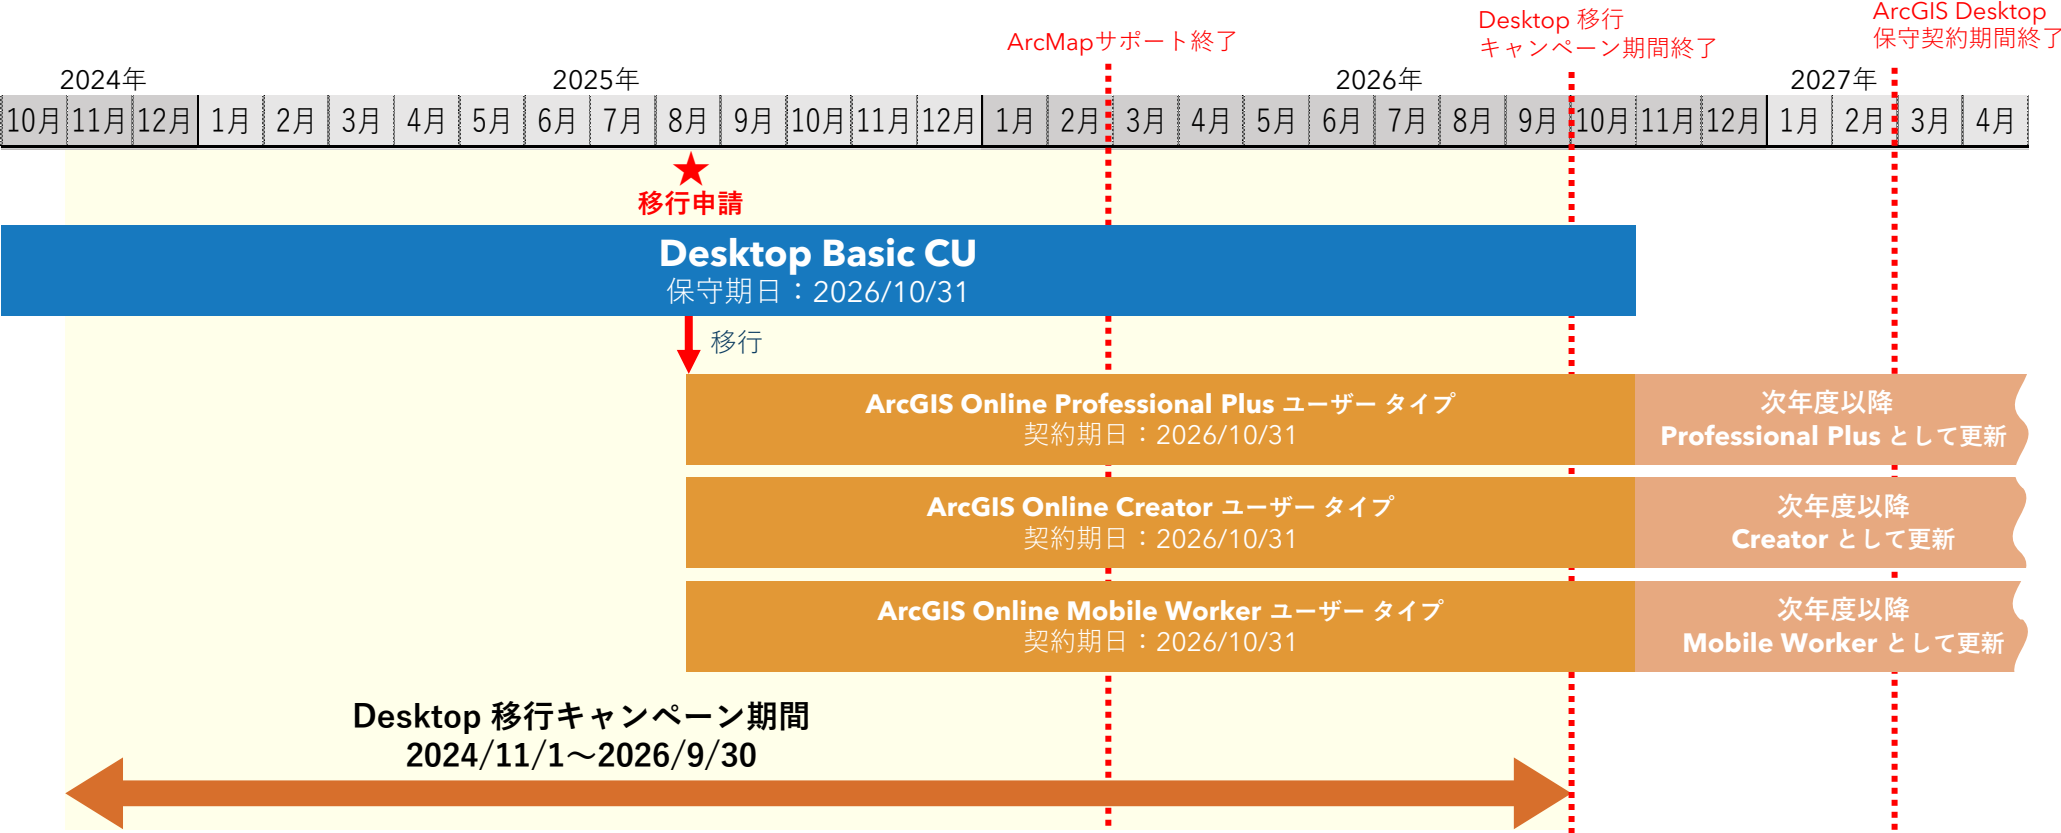 ArcMapサポート終了
Desktop 移行
キャンペーン期間終了
ArcGIS Desktop
保守契約期間終了
2024年 2025年 2026年 2027年
10月 11月 12月 1月 2月 3月 4月 5月 6月 7月 8月 9月 10月 11月 12月 1月 2月 3月 4月 5月 6月 7月 8月 9月 10月 11月 12月 1月 2月 3月 4月
★
移行申請
Desktop Basic CU
保守期日：2026/10/31
移行
ArcGIS Online Professional Plus ユーザー タイプ
契約期日：2026/10/31
次年度以降
Professional Plus として更新
ArcGIS Online Creator ユーザー タイプ
契約期日：2026/10/31
次年度以降
Creator として更新
ArcGIS Online Mobile Worker ユーザー タイプ
契約期日：2026/10/31
次年度以降
Mobile Worker として更新
Desktop 移行キャンペーン期間
2024/11/1～2026/9/30